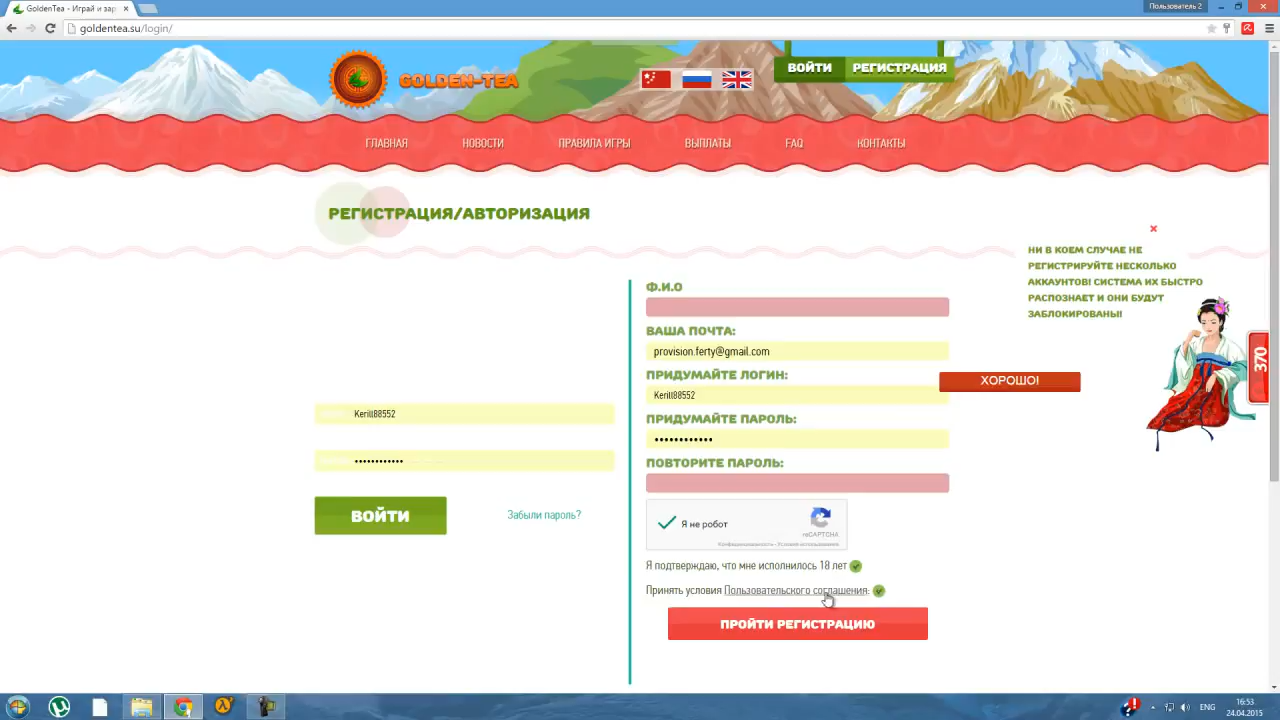 GoldenTea - Играй и зар
Пользователь 2
goldentea.su/login/
GOLDEN-TEA
ВОЙТИ
РЕГИСТРАЦИЯ
ГЛАВНАЯ
НОВОСТИ
ПРАВИЛА ИГРЫ
ВЫПЛАТЫ
FAQ
КОНТАКТЫ
РЕГИСТРАЦИЯ/АВТОРИЗАЦИЯ
НИ В КОЕМ СЛУЧАЕ НЕ
РЕГИСТРИРУЙТЕ НЕСКОЛЬКО
АККАУНТОВ! СИСТЕМА ИХ БЫСТРО
РАСПОЗНАЕТ И ОНИ БУДУТ
ЗАБЛОКИРОВАНЫ!
ХОРОШО!
370
Kerill88552
••••••••••••
ВОЙТИ
Забыли пароль?
Ф.И.О
ВАША ПОЧТА:
provision.ferty@gmail.com
ПРИДУМАЙТЕ ЛОГИН:
Kerill88552
ПРИДУМАЙТЕ ПАРОЛЬ:
••••••••••••
ПОВТОРИТЕ ПАРОЛЬ:
Я не робот
reCAPTCHA
Конфиденциальность - Условия использования
Я подтверждаю, что мне исполнилось 18 лет
Принять условия Пользовательского соглашения:
ПРОЙТИ РЕГИСТРАЦИЮ
ENG
16:53
24.04.2015